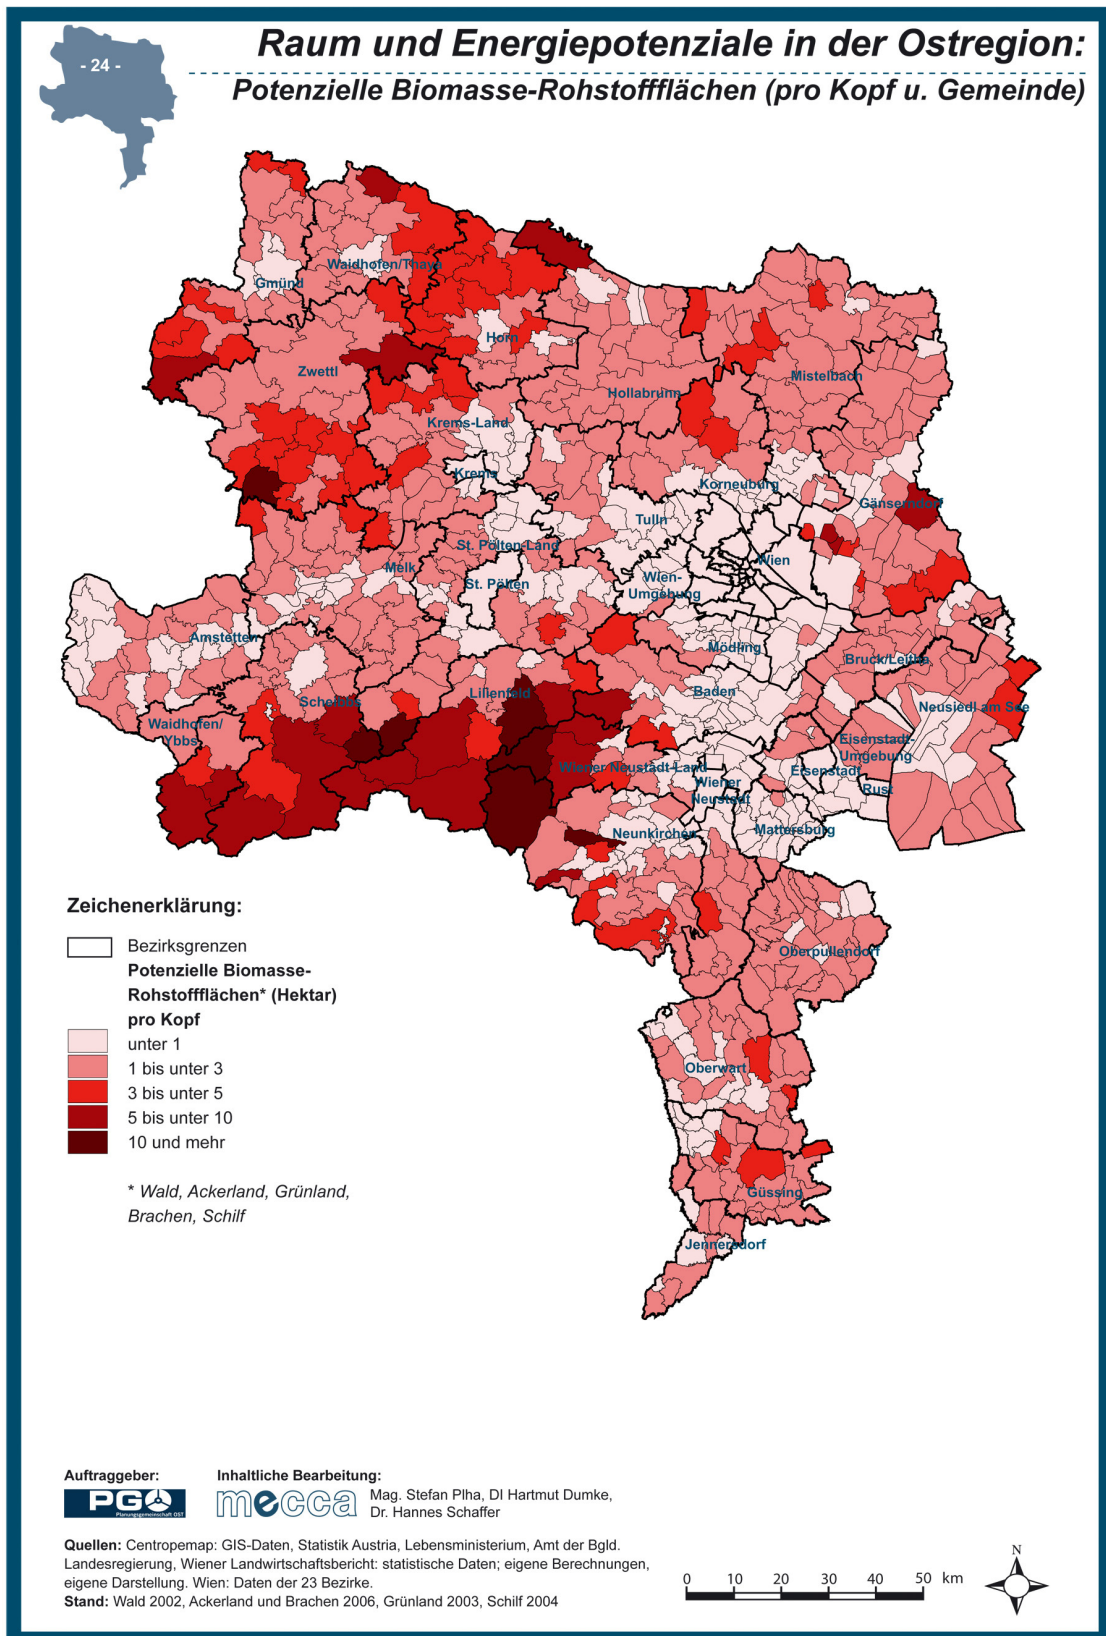 - 24 -
Raum und Energiepotenziale in der Ostregion:
Potenzielle Biomasse-Rohstoffflächen (pro Kopf u. Gemeinde)
Waidhofen/Thaya
Gmünd
Horn
Zwettl
Mistelbach
Hollabrunn
Krems-Land
Krems
Korneuburg
Gänserndorf
Tulln
St. Pölten-Land
Wien
Melk
St. Pölten
Wien-
Umgebung
Amstetten
Mödling
Bruck/Leitha
Lilienfeld
Baden
Scheibbs
Neusiedl am See
Waidhofen/
Ybbs
Eisenstadt-
Umgebung
Wiener Neustadt-Land
Eisenstadt
Wiener
Neustadt
Rust
Neunkirchen
Mattersburg
Oberpullendorf
Oberwart
Güssing
Jennersdorf
Zeichenerklärung:
Bezirksgrenzen
Potenzielle Biomasse-
Rohstoffflächen* (Hektar)
pro Kopf
unter 1
1 bis unter 3
3 bis unter 5
5 bis unter 10
10 und mehr
* Wald, Ackerland, Grünland,
Brachen, Schilf
Auftraggeber:
PGO
Planungsgemeinschaft OST
Inhaltliche Bearbeitung:
mecca
Mag. Stefan Plha, DI Hartmut Dumke,
Dr. Hannes Schaffer
Quellen: Centropemap: GIS-Daten, Statistik Austria, Lebensministerium, Amt der Bgld.
Landesregierung, Wiener Landwirtschaftsbericht: statistische Daten; eigene Berechnungen,
eigene Darstellung. Wien: Daten der 23 Bezirke.
Stand: Wald 2002, Ackerland und Brachen 2006, Grünland 2003, Schilf 2004
0 10 20 30 40 50 km
N